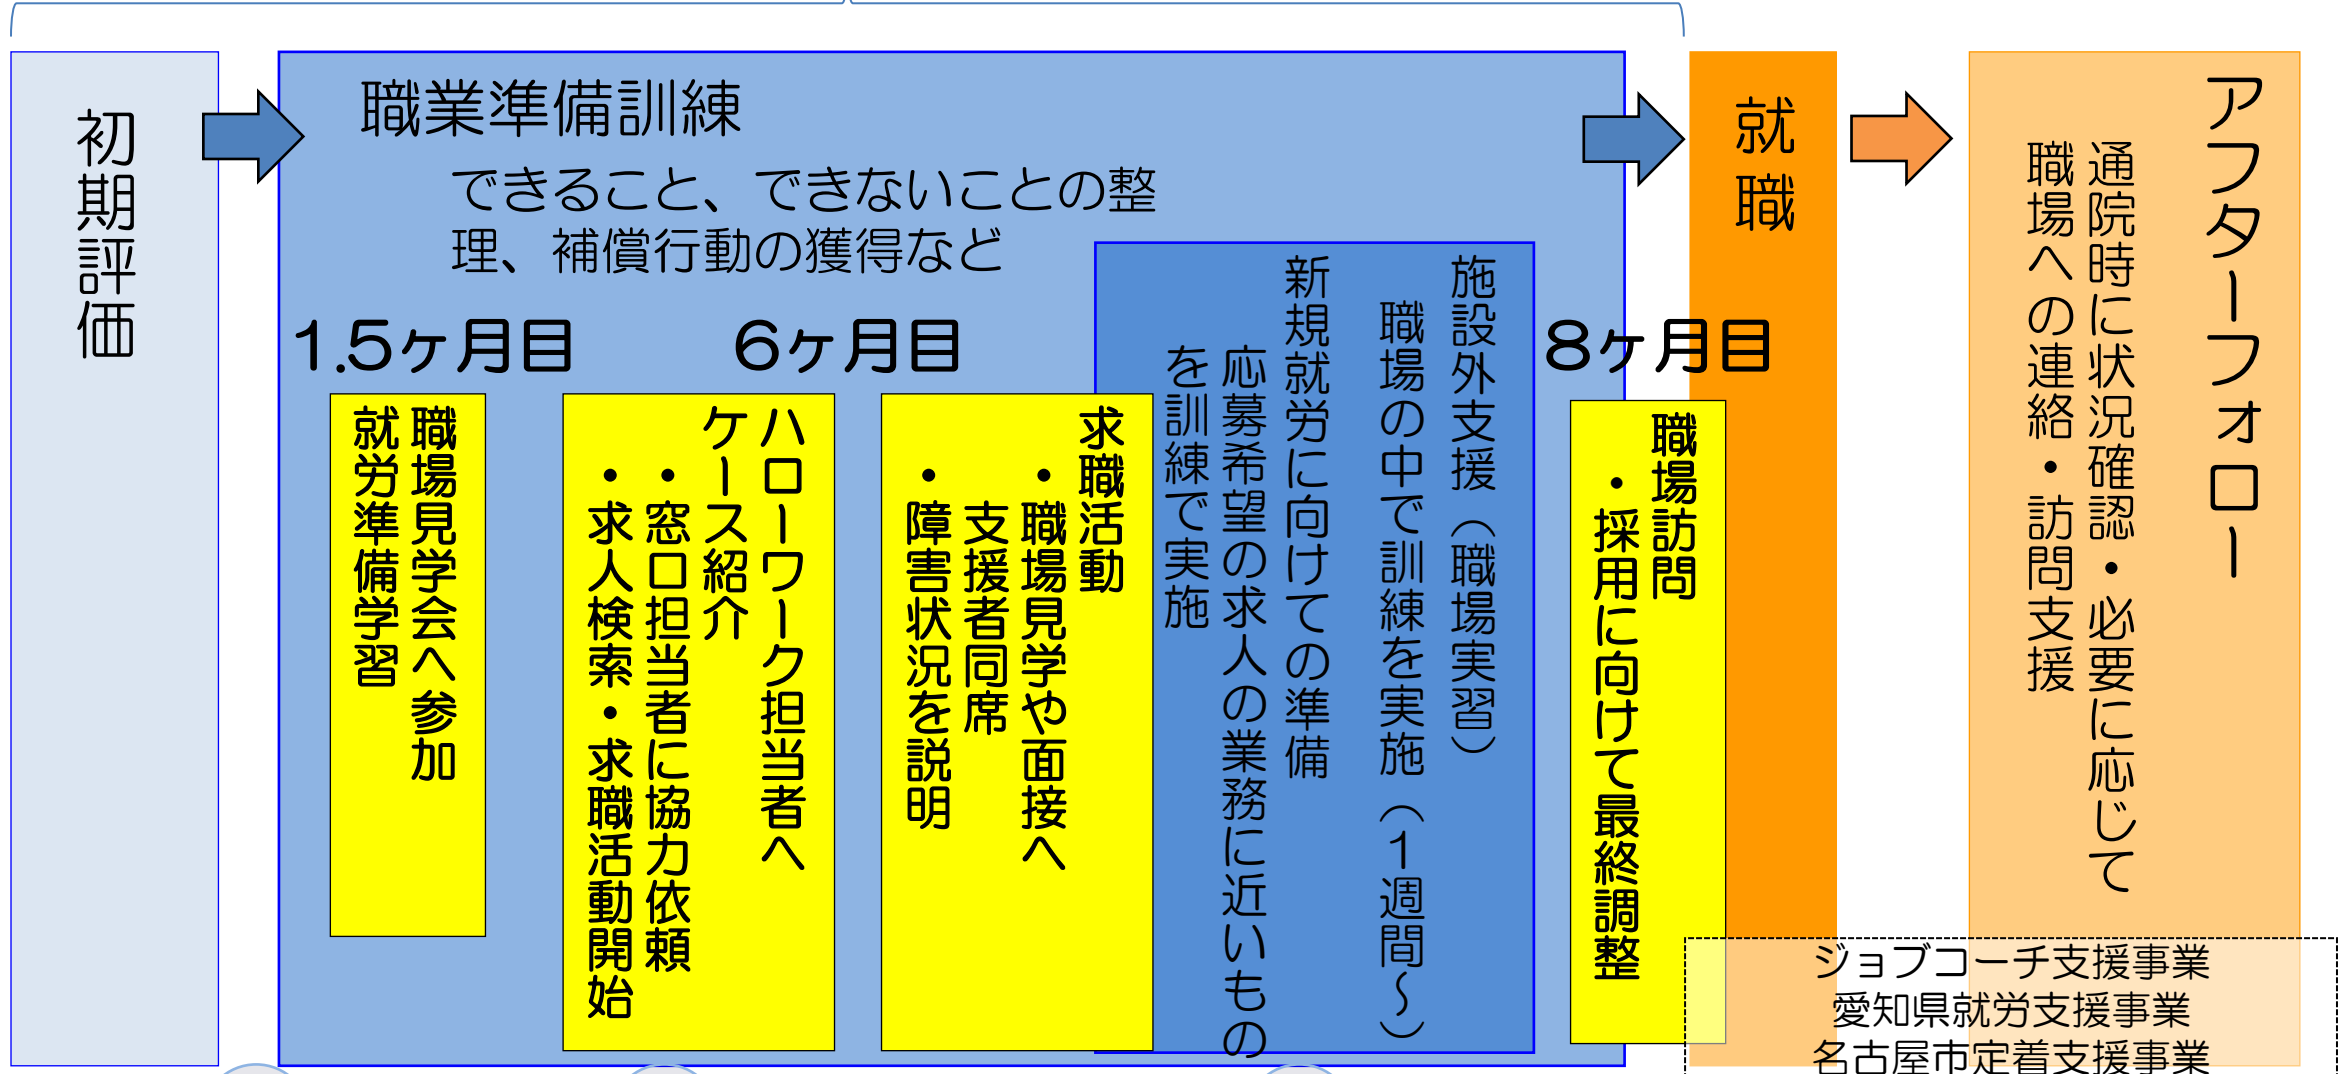 初期評価
職業準備訓練
できること、できないことの整
理、補償行動の獲得など
1.5ヶ月目
職場見学会へ参加
就労準備学習
6ヶ月目
ハローワーク担当者へ
ケース紹介
・窓口担当者に協力依頼
・求人検索・求職活動開始
求職活動
・職場見学や面接へ
支援者同席
・障害状況を説明
施設外支援（職場実習）
職場の中で訓練を実施（1週間～）
新規就労に向けての準備
応募希望の求人の業務に近いもの
を訓練で実施
8ヶ月目
職場訪問
・採用に向けて最終調整
就職
アフターフォロー
通院時に状況確認・必要に応じて
職場への連絡・訪問支援
ジョブコーチ支援事業
愛知県就労支援事業
名古屋市定着支援事業